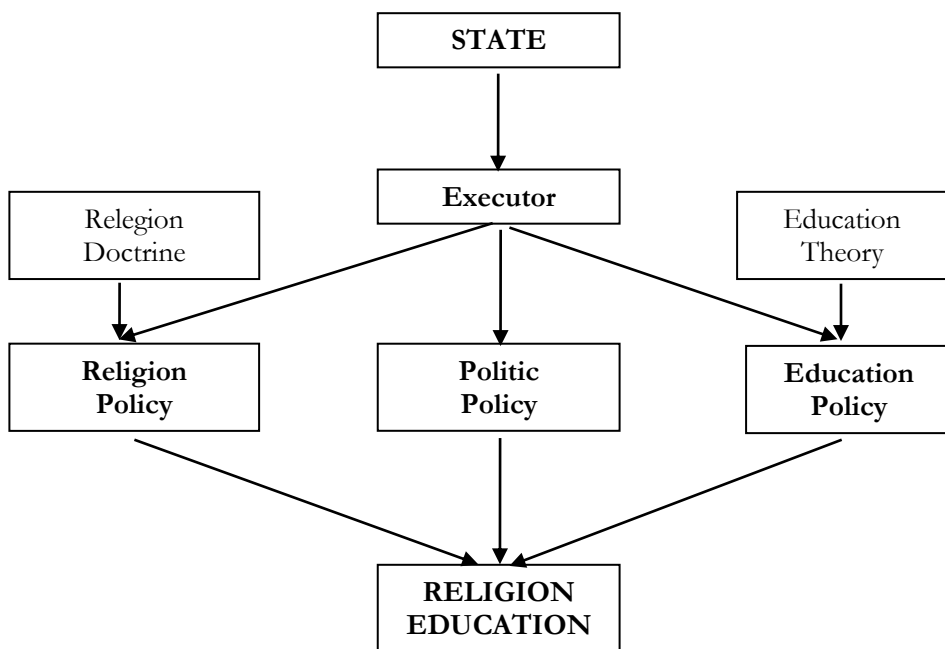 STATE
Executor
Relegion
Doctrine
Education
Theory
Religion
Policy
Politic
Policy
Education
Policy
RELIGION
EDUCATION